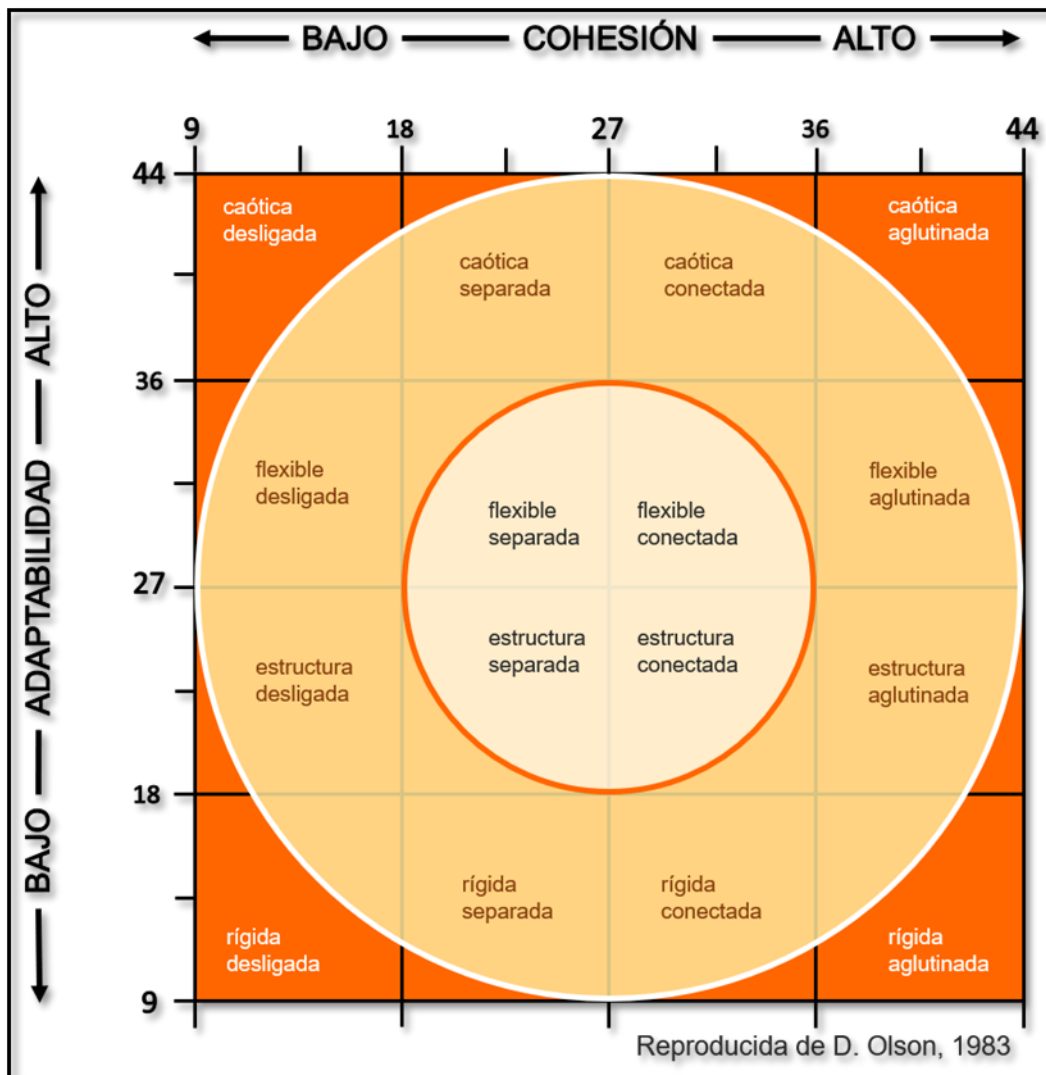 BAJO COHESIÓN ALTO
9 18 27 36 44
44
caótica
desligada
caótica
separada
caótica
conectada
caótica
aglutinada
36
flexible
desligada
flexible
separada
flexible
conectada
flexible
aglutinada
27
estructura
desligada
estructura
separada
estructura
conectada
estructura
aglutinada
18
rígida
desligada
rígida
separada
rígida
conectada
rígida
aglutinada
9
BAJO ADAPTABILIDAD ALTO
Reproducida de D. Olson, 1983